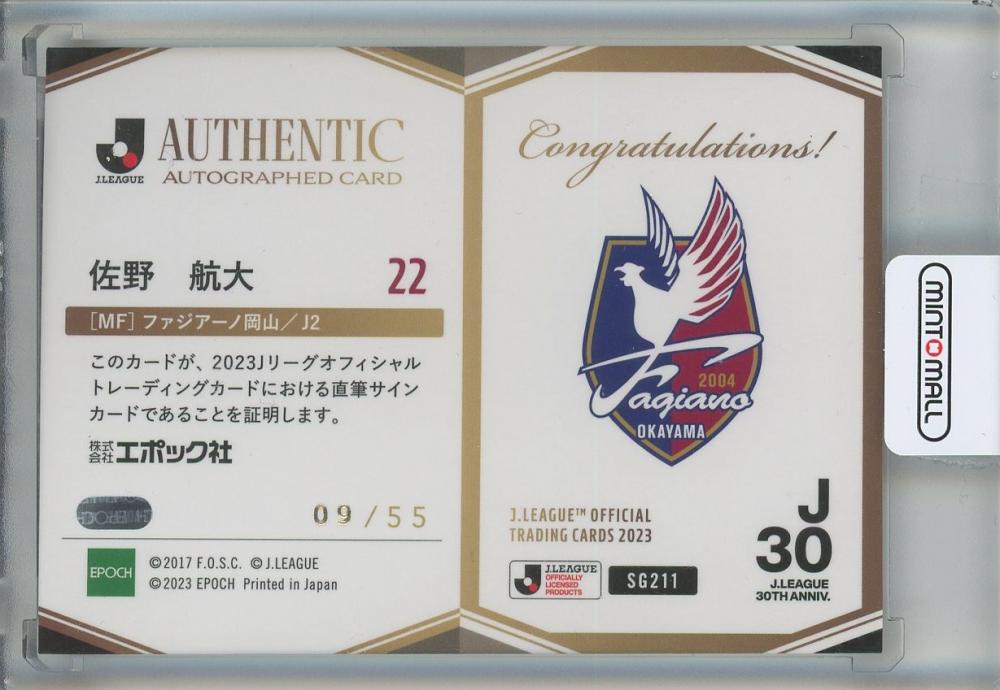 J.LEAGUE
AUTHENTIC
AUTOGRAPHED CARD
佐野 航大 22
[MF] ファジアーノ岡山/J2
このカードが、2023Jリーグオフィシャル
トレーディングカードにおける直筆サイン
カードであることを証明します。
株式会社エポック社
EPOCH
09/55
EPOCH
©2017 F.O.S.C. ©J.LEAGUE
©2023 EPOCH Printed in Japan
Congratulations!
2004
Fagiano
OKAYAMA
J.LEAGUE™ OFFICIAL
TRADING CARDS 2023
J.LEAGUE
OFFICIALLY
LICENSED
PRODUCTS
SG211
J
30
J.LEAGUE
30TH ANNIV.
MINT MALL